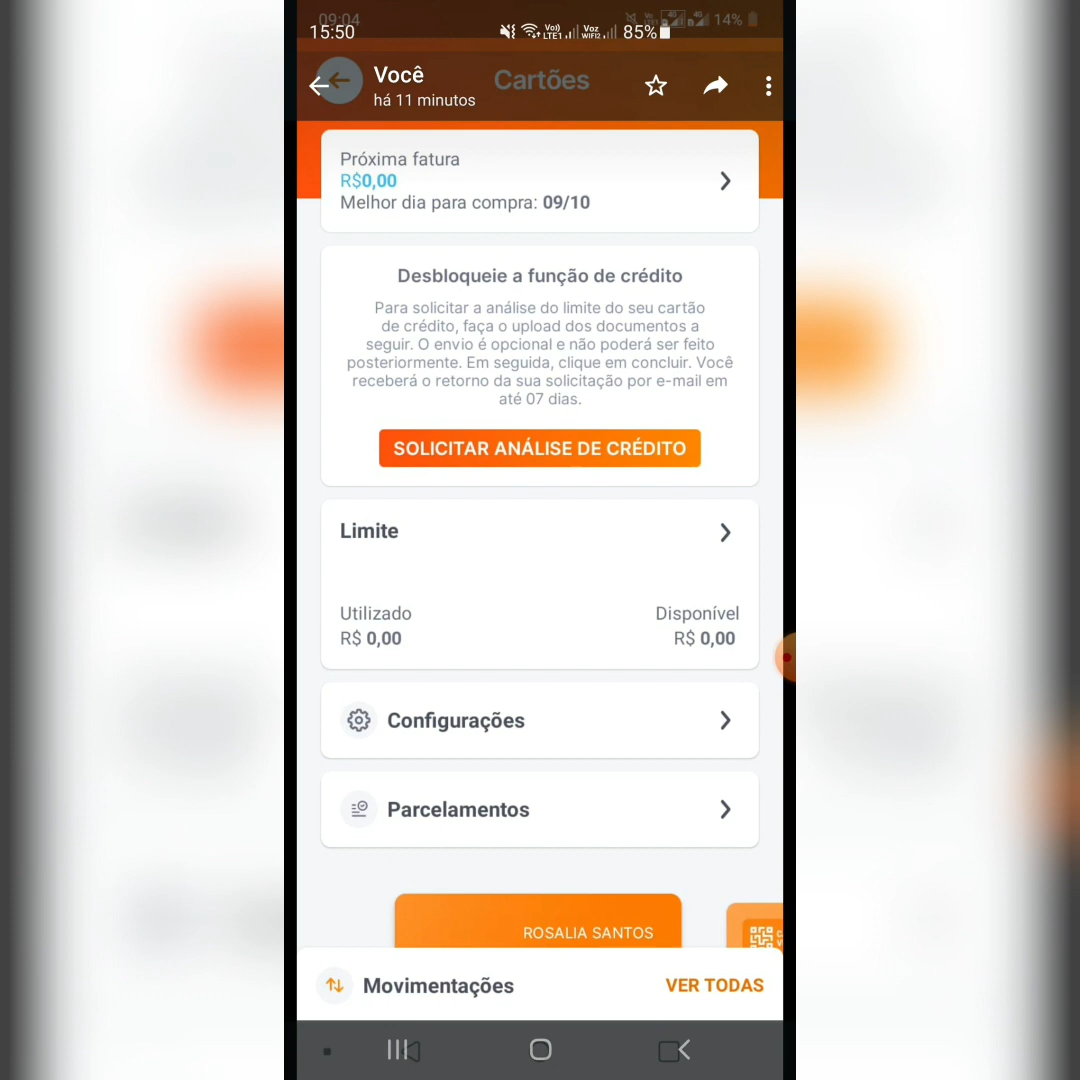 09:04
14%
15:50
85%
Você
Cartões
há 11 minutos
Próxima fatura
R$0,00
Melhor dia para compra: 09/10
Desbloqueie a função de crédito
Para solicitar a análise do limite do seu cartão
de crédito, faça o upload dos documentos a
seguir. O envio é opcional e não poderá ser feito
posteriormente. Em seguida, clique em concluir. Você
receberá o retorno da sua solicitação por e-mail em
até 07 dias.
SOLICITAR ANÁLISE DE CRÉDITO
Limite
Utilizado
Disponível
R$ 0,00
R$ 0,00
Configurações
Parcelamentos
ROSALIA SANTOS
Movimentações
VER TODAS